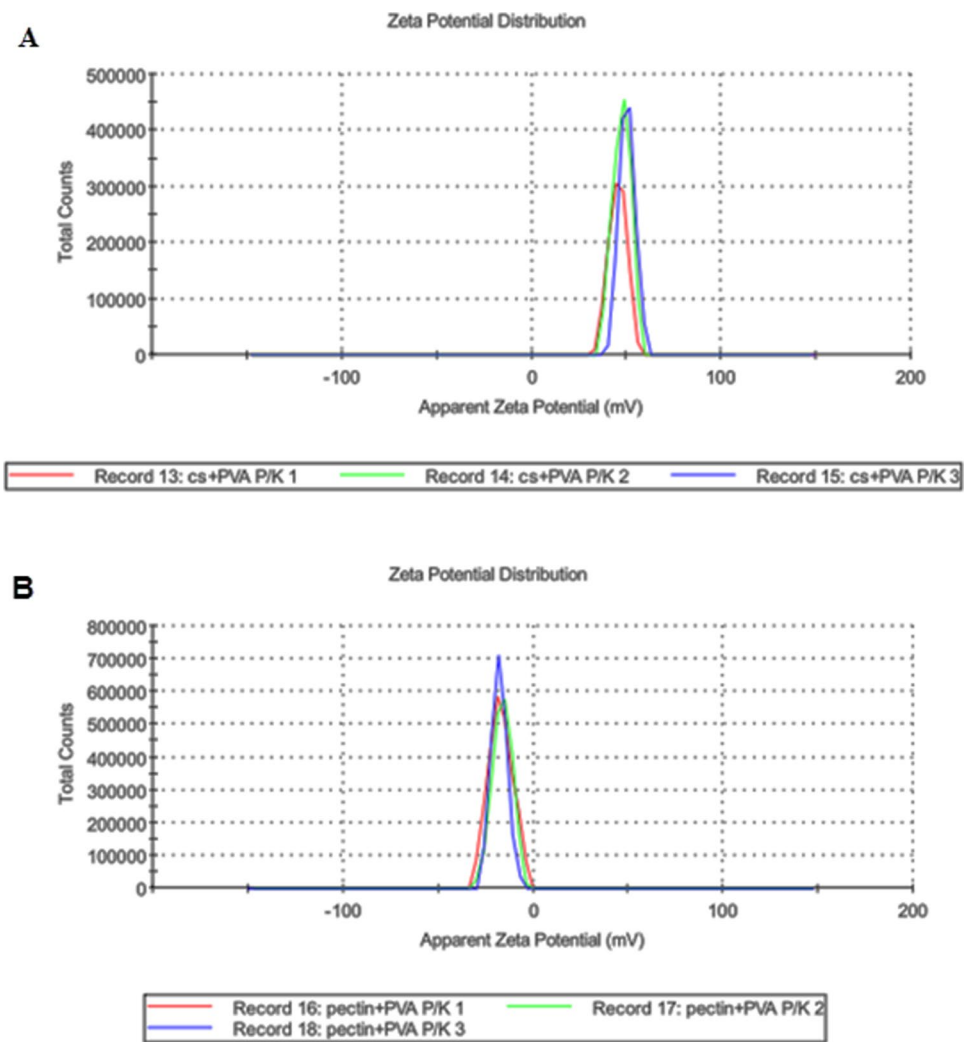 A
Zeta Potential Distribution
500000
400000
300000
200000
100000
0
Total Counts
-100 0 100 200
Apparent Zeta Potential (mV)
Record 13: cs+PVA P/K 1 Record 14: cs+PVA P/K 2 Record 15: cs+PVA P/K 3
B
Zeta Potential Distribution
800000
700000
600000
500000
400000
300000
200000
100000
0
Total Counts
-100 0 100 200
Apparent Zeta Potential (mV)
Record 16: pectin+PVA P/K 1 Record 17: pectin+PVA P/K 2
Record 18: pectin+PVA P/K 3